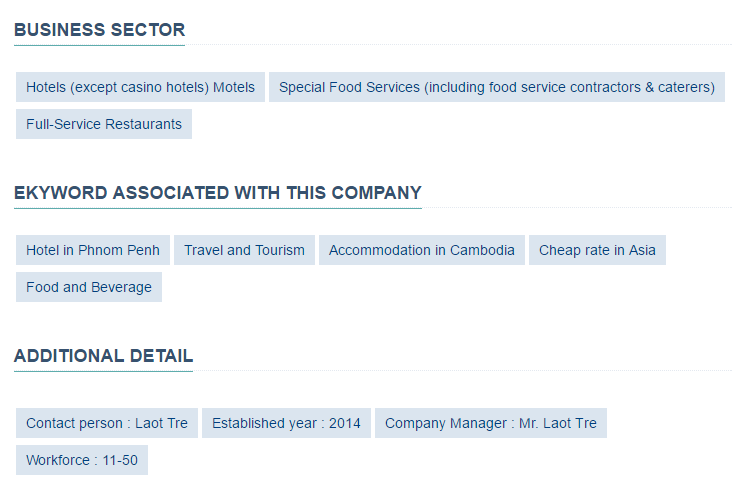 BUSINESS SECTOR
Hotels (except casino hotels) Motels Special Food Services (including food service contractors & caterers)
Full-Service Restaurants
EKYWORD ASSOCIATED WITH THIS COMPANY
Hotel in Phnom Penh Travel and Tourism Accommodation in Cambodia Cheap rate in Asia
Food and Beverage
ADDITIONAL DETAIL
Contact person : Laot Tre Established year : 2014 Company Manager : Mr. Laot Tre
Workforce : 11-50